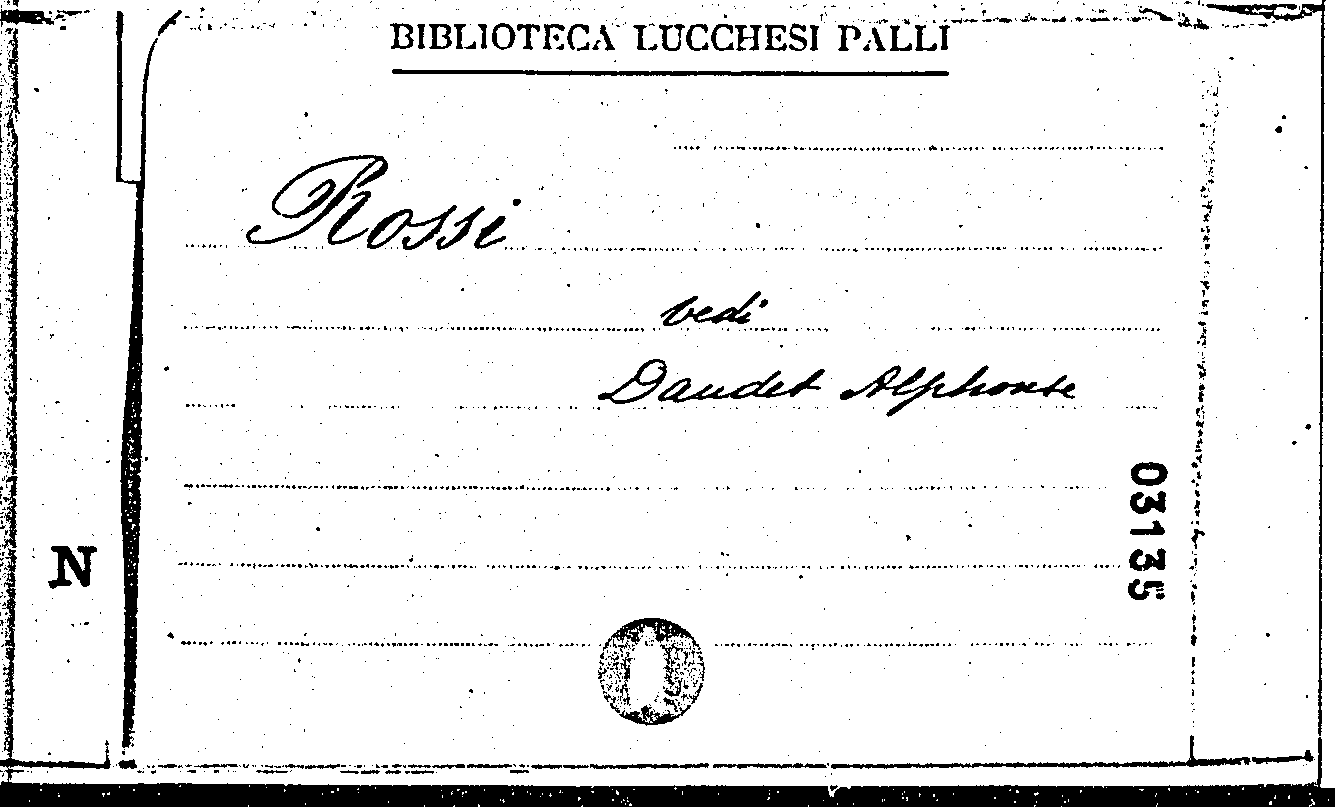 BIBLIOTECA LUCCHESI PALLI
Rossi
vedi
Daudet Alphonse
03135
N